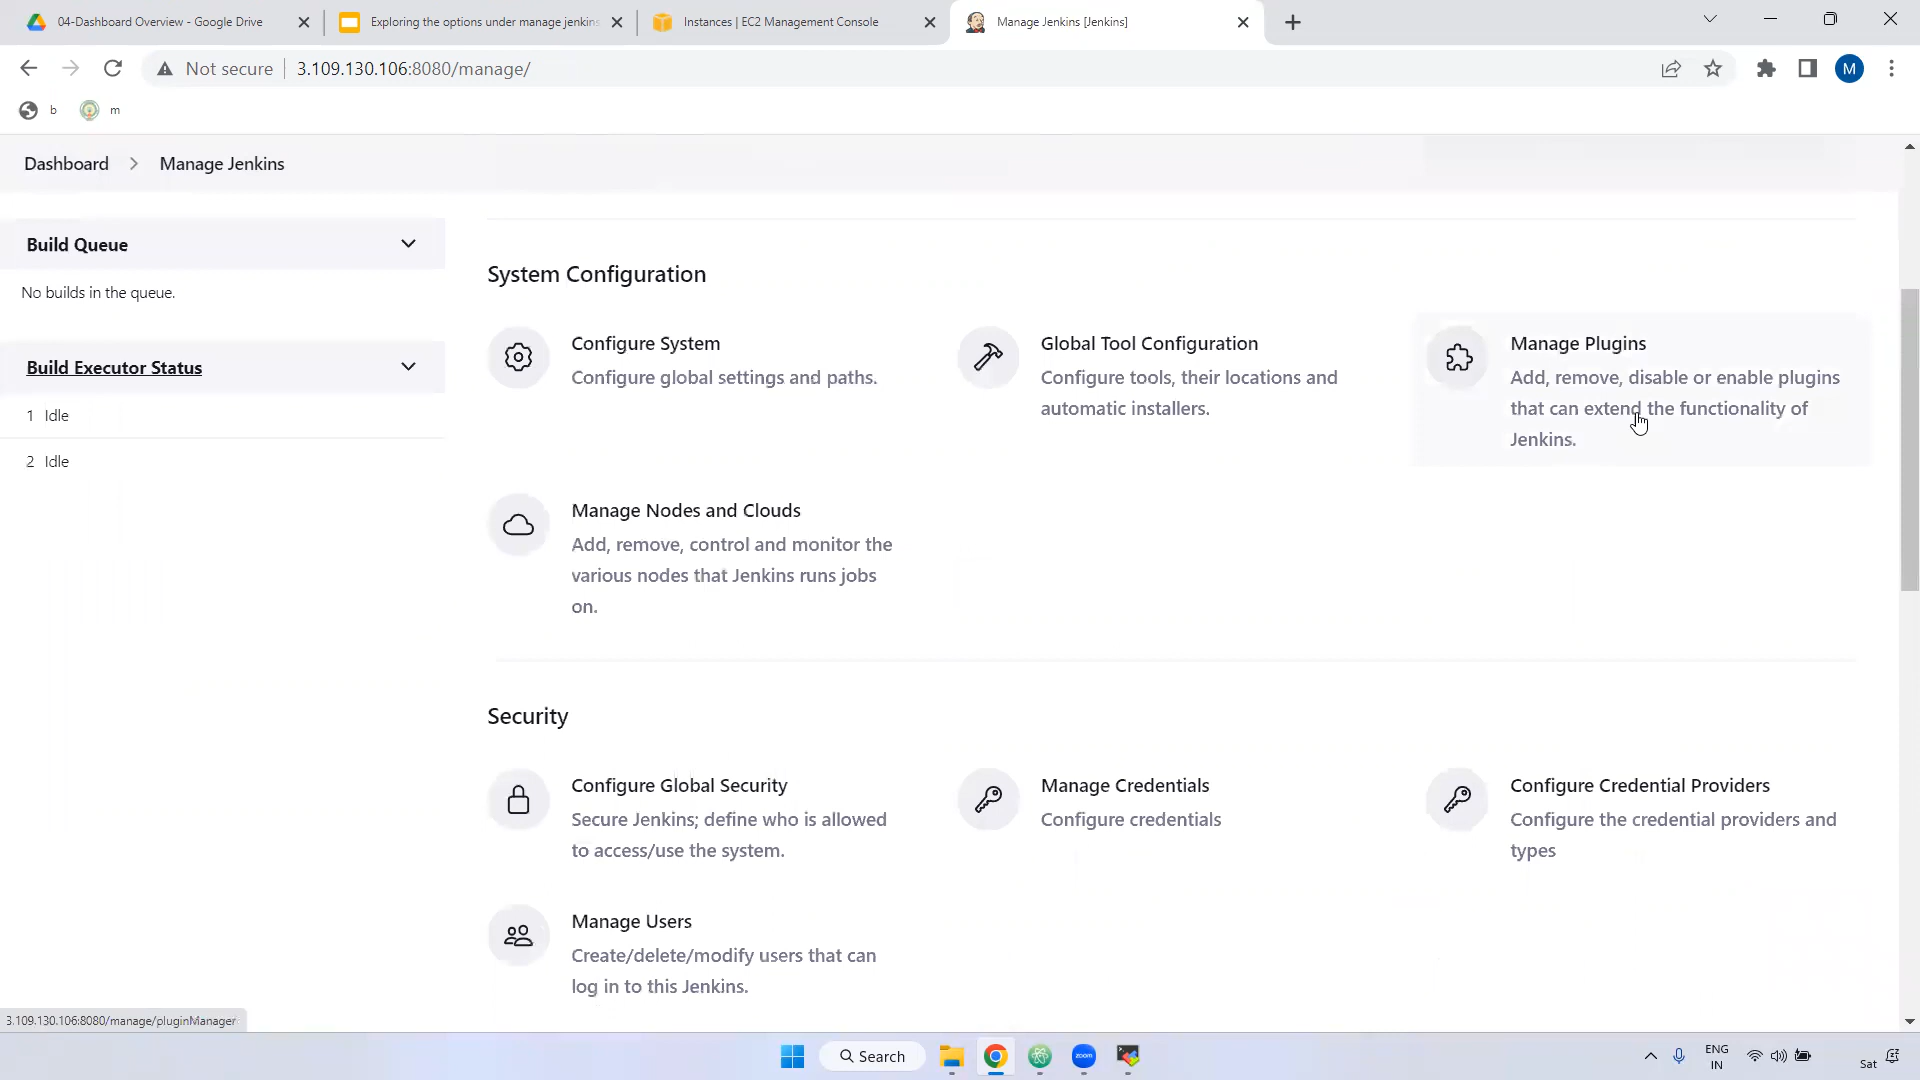 04-Dashboard Overview - Google Drive
Exploring the options under manage jenkins
Instances | EC2 Management Console
Manage Jenkins [Jenkins]
Not secure
3.109.130.106:8080/manage/
M
b
m
Dashboard
Manage Jenkins
Build Queue
No builds in the queue.
Build Executor Status
1 Idle
2 Idle
System Configuration
Configure System
Configure global settings and paths.
Global Tool Configuration
Configure tools, their locations and
automatic installers.
Manage Plugins
Add, remove, disable or enable plugins
that can extend the functionality of
Jenkins.
Manage Nodes and Clouds
Add, remove, control and monitor the
various nodes that Jenkins runs jobs
on.
Security
Configure Global Security
Secure Jenkins; define who is allowed
to access/use the system.
Manage Credentials
Configure credentials
Configure Credential Providers
Configure the credential providers and
types
Manage Users
Create/delete/modify users that can
log in to this Jenkins.
3.109.130.106:8080/manage/pluginManager
Search
zoom
ENG
IN
Sat